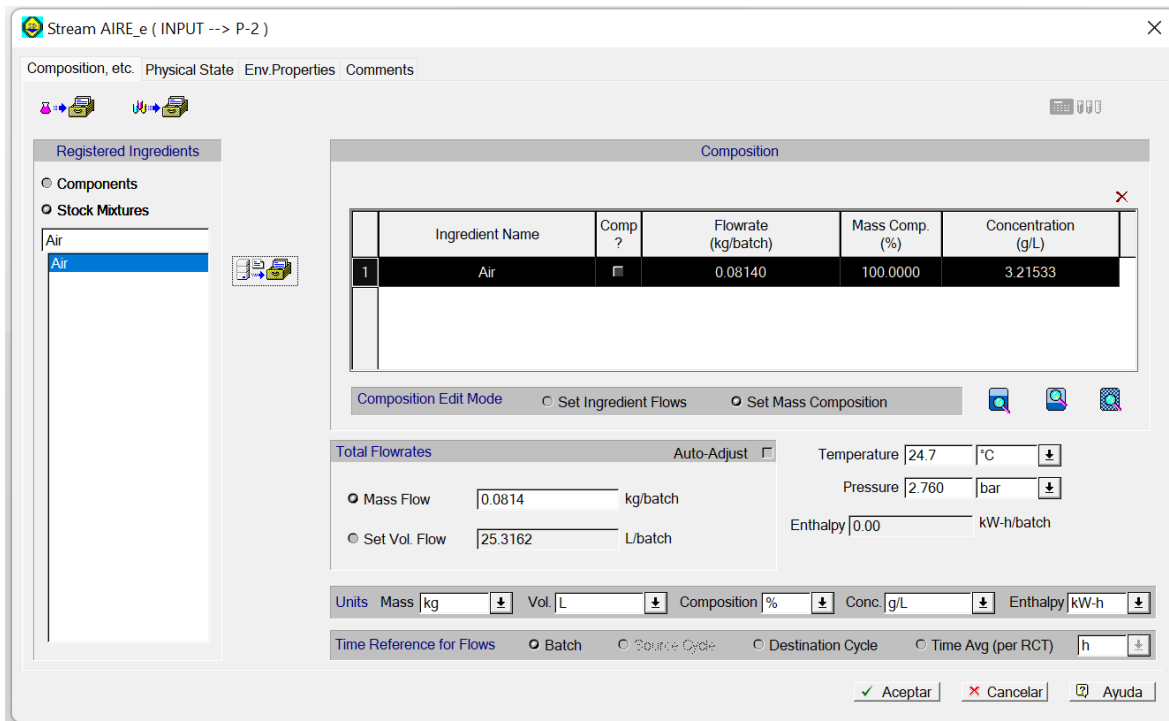 Stream AIRE_e ( INPUT --> P-2 )
Composition, etc. Physical State Env.Properties Comments
Registered Ingredients
Components
Stock Mixtures
Air
Air
Composition
Ingredient Name Comp ? Flowrate (kg/batch) Mass Comp. (%) Concentration (g/L)
1 Air 0.08140 100.0000 3.21533
Composition Edit Mode Set Ingredient Flows Set Mass Composition
Total Flowrates Auto-Adjust
Mass Flow 0.0814 kg/batch
Set Vol. Flow 25.3162 L/batch
Temperature 24.7 °C
Pressure 2.760 bar
Enthalpy 0.00 kW-h/batch
Units Mass kg Vol. L Composition % Conc. g/L Enthalpy kW-h
Time Reference for Flows Batch Source Cycle Destination Cycle Time Avg (per RCT) h
Aceptar Cancelar Ayuda